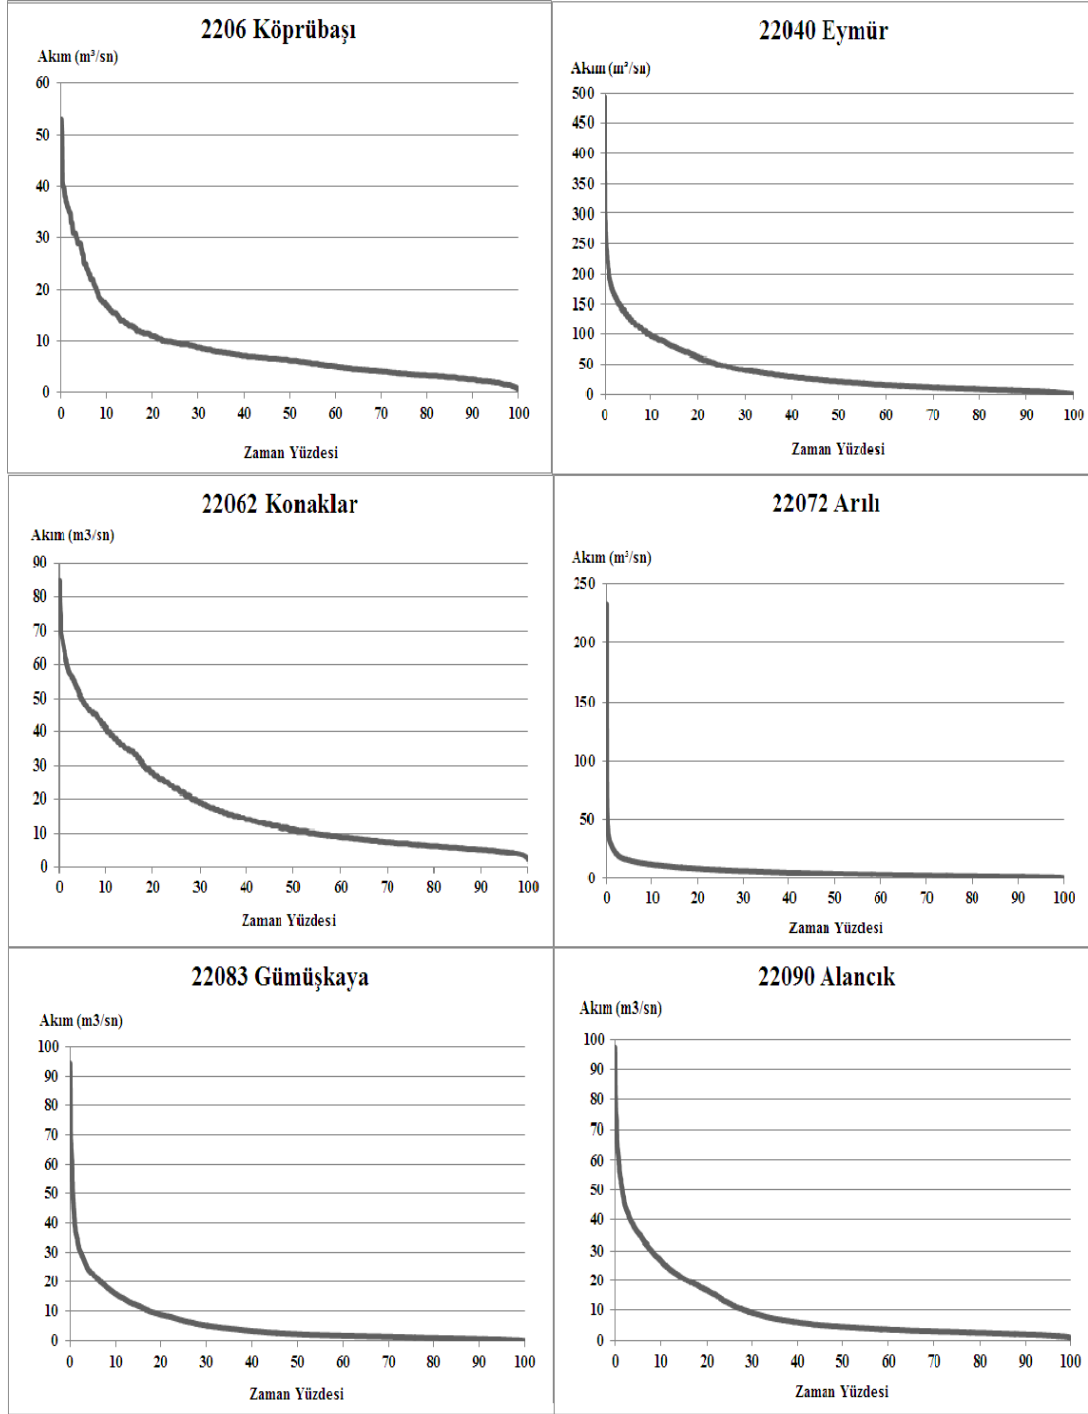 2206 Köprübaşı
Akım (m³/sn)
60
50
40
30
20
10
0
0 10 20 30 40 50 60 70 80 90 100
Zaman Yüzdesi
22040 Eymür
Akım (m³/sn)
500
450
400
350
300
250
200
150
100
50
0
0 10 20 30 40 50 60 70 80 90 100
Zaman Yüzdesi
22062 Konaklar
Akım (m3/sn)
90
80
70
60
50
40
30
20
10
0
0 10 20 30 40 50 60 70 80 90 100
Zaman Yüzdesi
22072 Arılı
Akım (m³/sn)
250
200
150
100
50
0
0 10 20 30 40 50 60 70 80 90 100
Zaman Yüzdesi
22083 Gümüşkaya
Akım (m3/sn)
100
90
80
70
60
50
40
30
20
10
0
0 10 20 30 40 50 60 70 80 90 100
Zaman Yüzdesi
22090 Alancık
Akım (m3/sn)
100
90
80
70
60
50
40
30
20
10
0
0 10 20 30 40 50 60 70 80 90 100
Zaman Yüzdesi